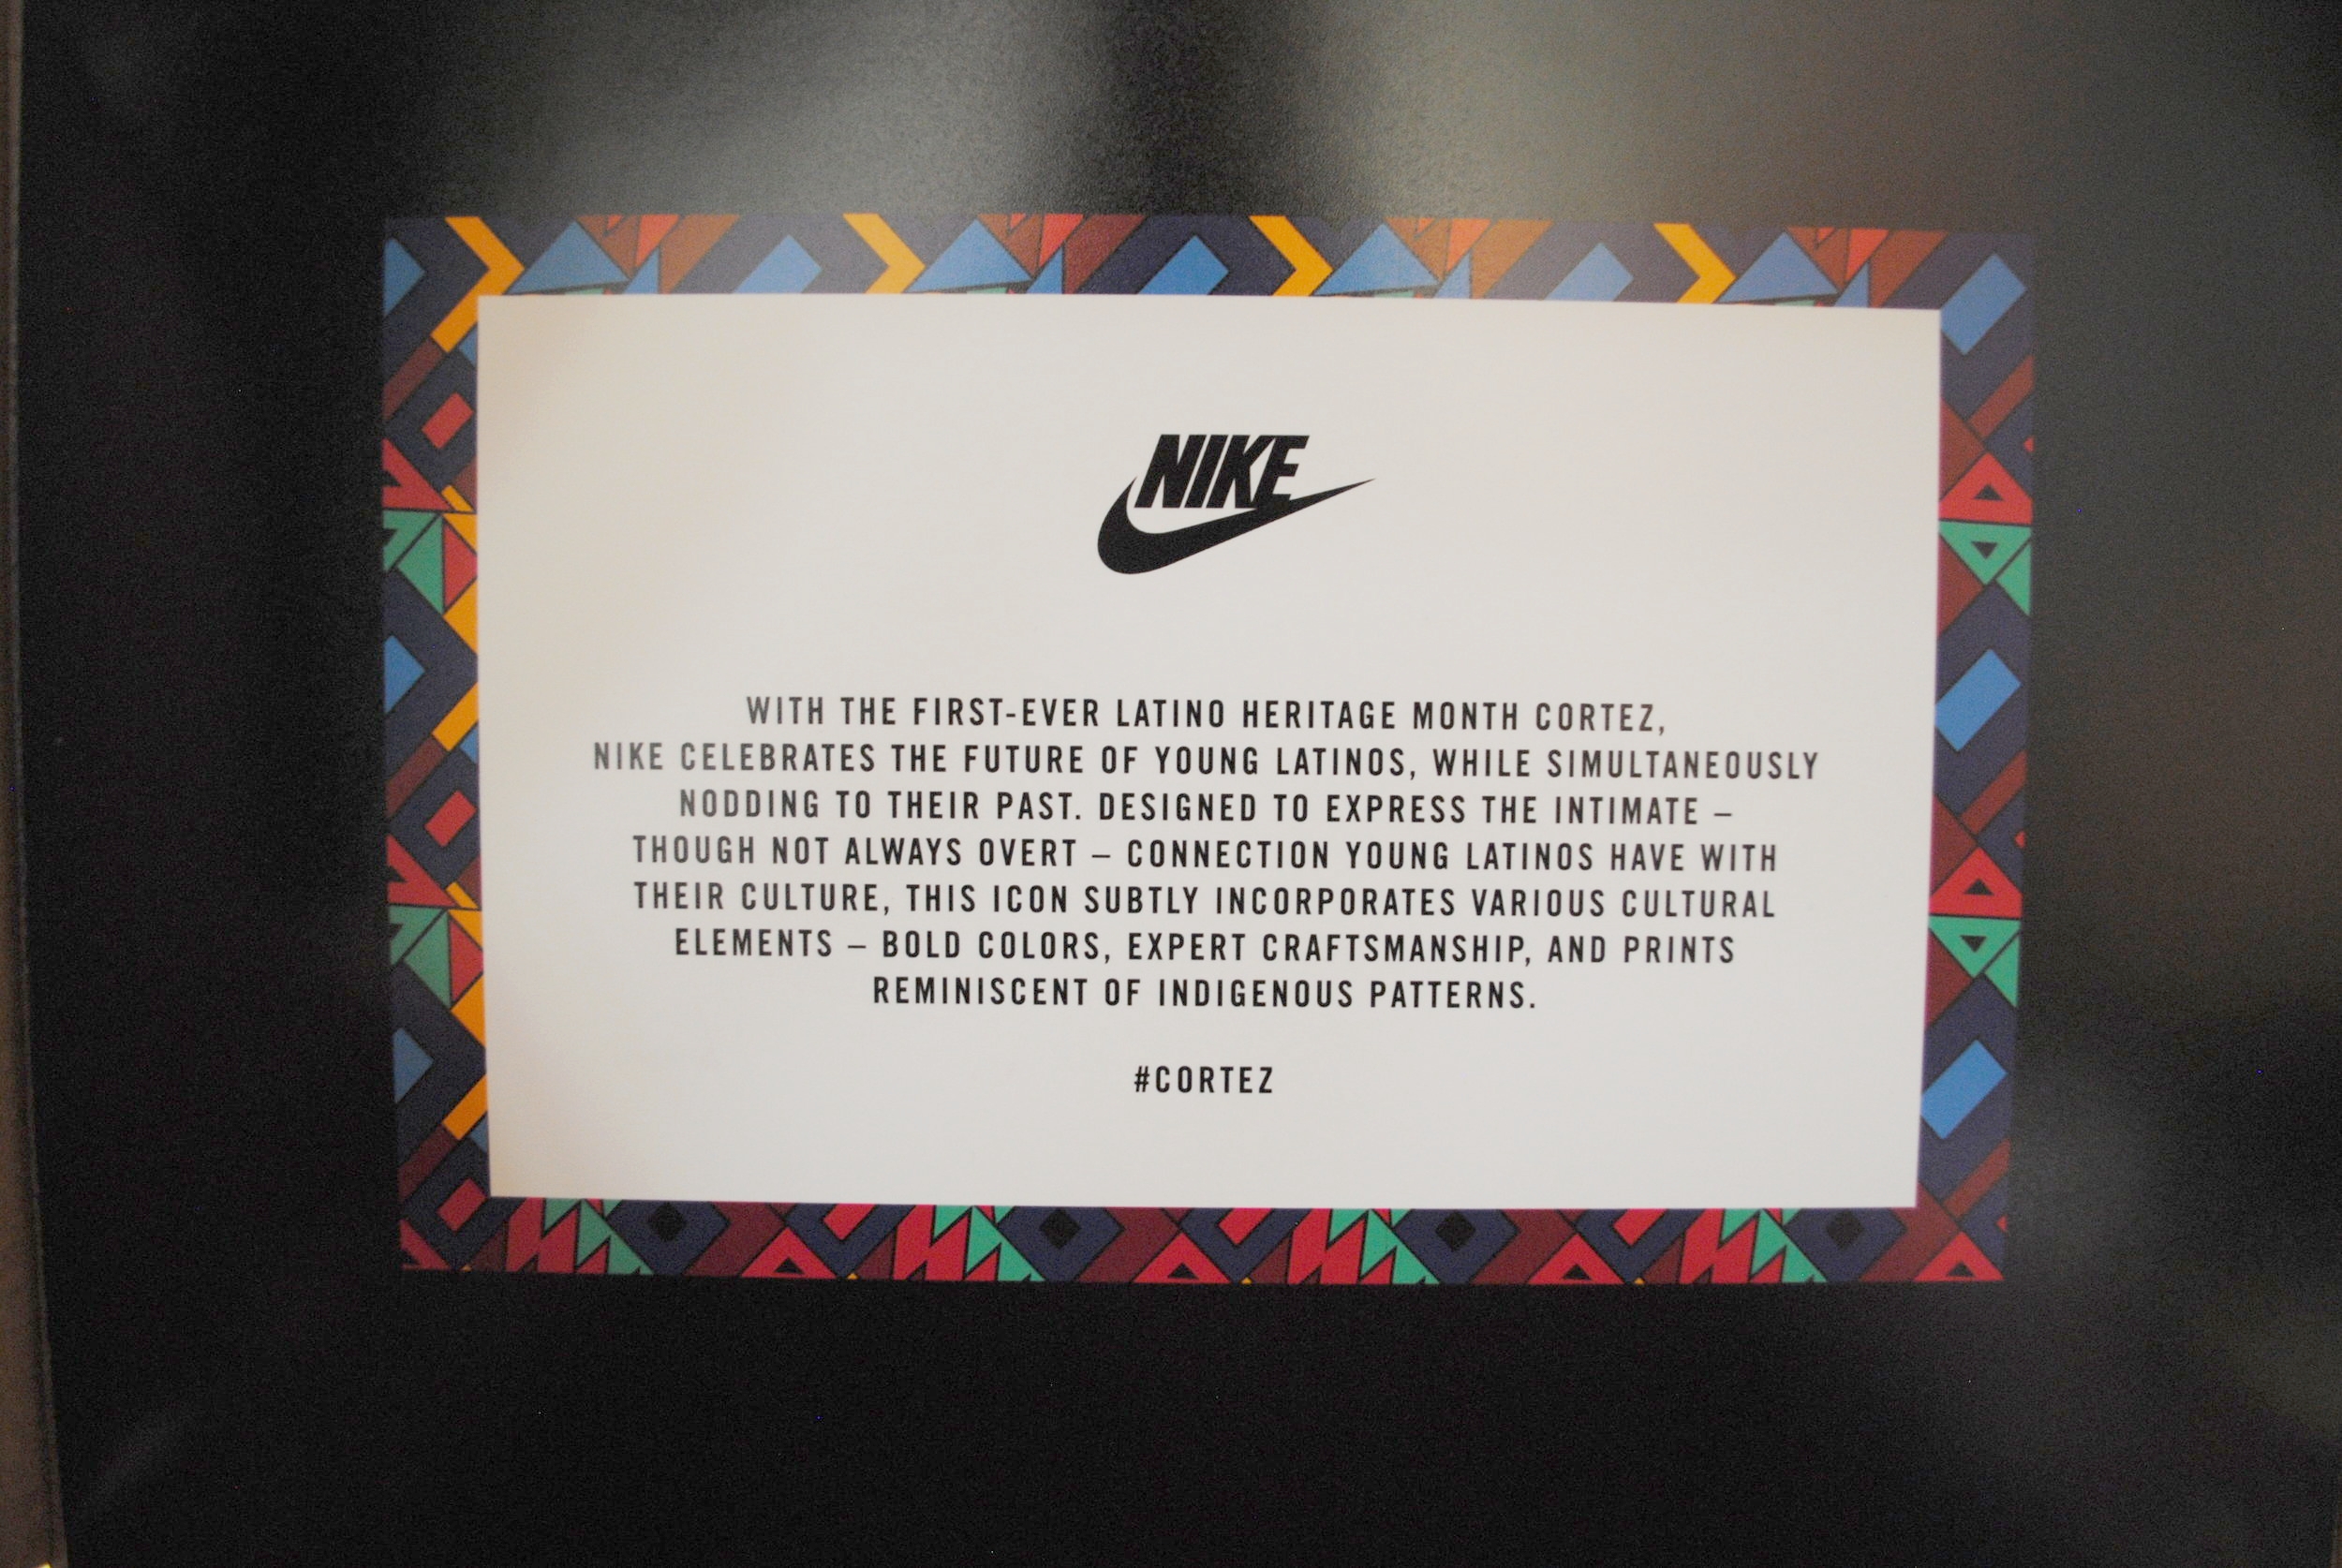 NIKE
WITH THE FIRST-EVER LATINO HERITAGE MONTH CORTEZ,
NIKE CELEBRATES THE FUTURE OF YOUNG LATINOS, WHILE SIMULTANEOUSLY
NODDING TO THEIR PAST. DESIGNED TO EXPRESS THE INTIMATE –
THOUGH NOT ALWAYS OVERT – CONNECTION YOUNG LATINOS HAVE WITH
THEIR CULTURE, THIS ICON SUBTLY INCORPORATES VARIOUS CULTURAL
ELEMENTS – BOLD COLORS, EXPERT CRAFTSMANSHIP, AND PRINTS
REMINISCENT OF INDIGENOUS PATTERNS.
#CORTEZ